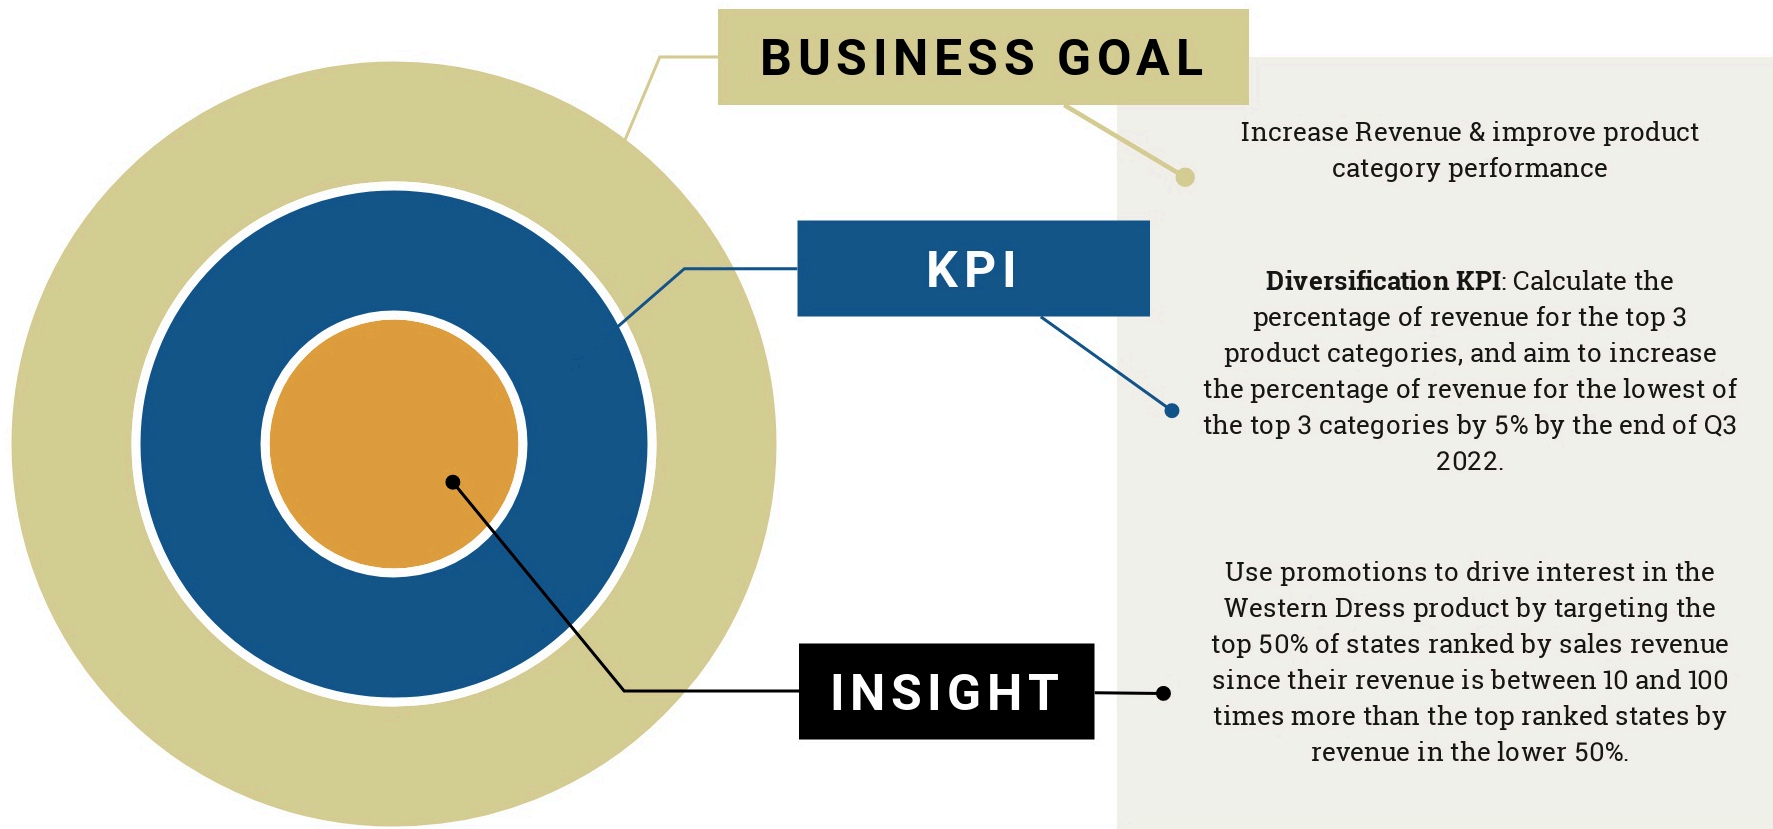 BUSINESS GOAL
Increase Revenue & improve product
category performance
KPI
Diversification KPI: Calculate the
percentage of revenue for the top 3
product categories, and aim to increase
the percentage of revenue for the lowest of
the top 3 categories by 5% by the end of Q3
2022.
INSIGHT
Use promotions to drive interest in the
Western Dress product by targeting the
top 50% of states ranked by sales revenue
since their revenue is between 10 and 100
times more than the top ranked states by
revenue in the lower 50%.